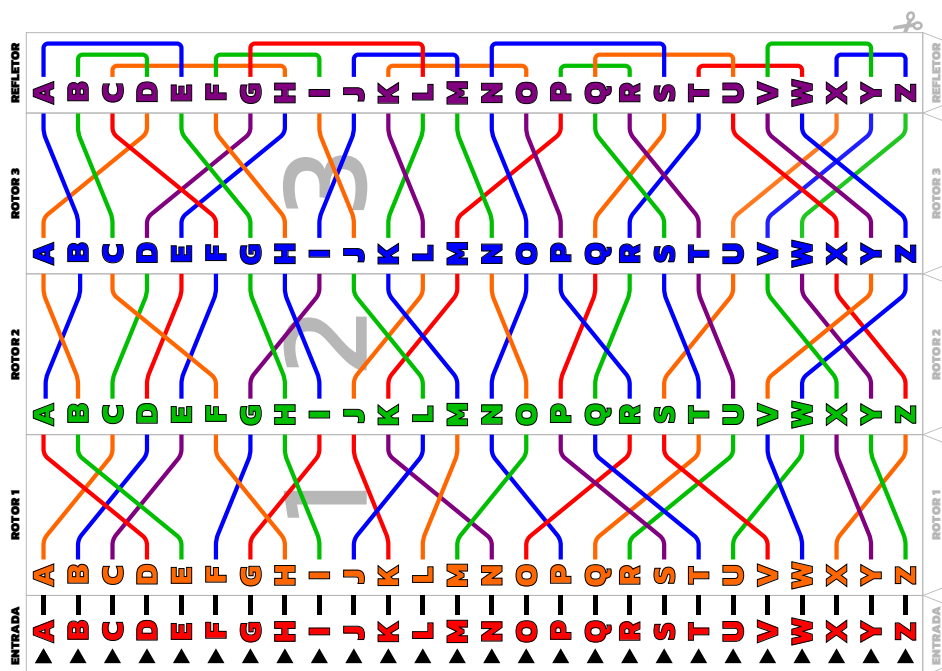 REFLETOR A B C D E F G H I J K L M N O P Q R S T U V W X Y Z REFLETOR
ROTOR 3 3 ROTOR 3
A B C D E F G H I J K L M N O P Q R S T U V W X Y Z
ROTOR 2 2 ROTOR 2
A B C D E F G H I J K L M N O P Q R S T U V W X Y Z
ROTOR 1 1 ROTOR 1
A B C D E F G H I J K L M N O P Q R S T U V W X Y Z
ENTRADA A B C D E F G H I J K L M N O P Q R S T U V W X Y Z ENTRADA